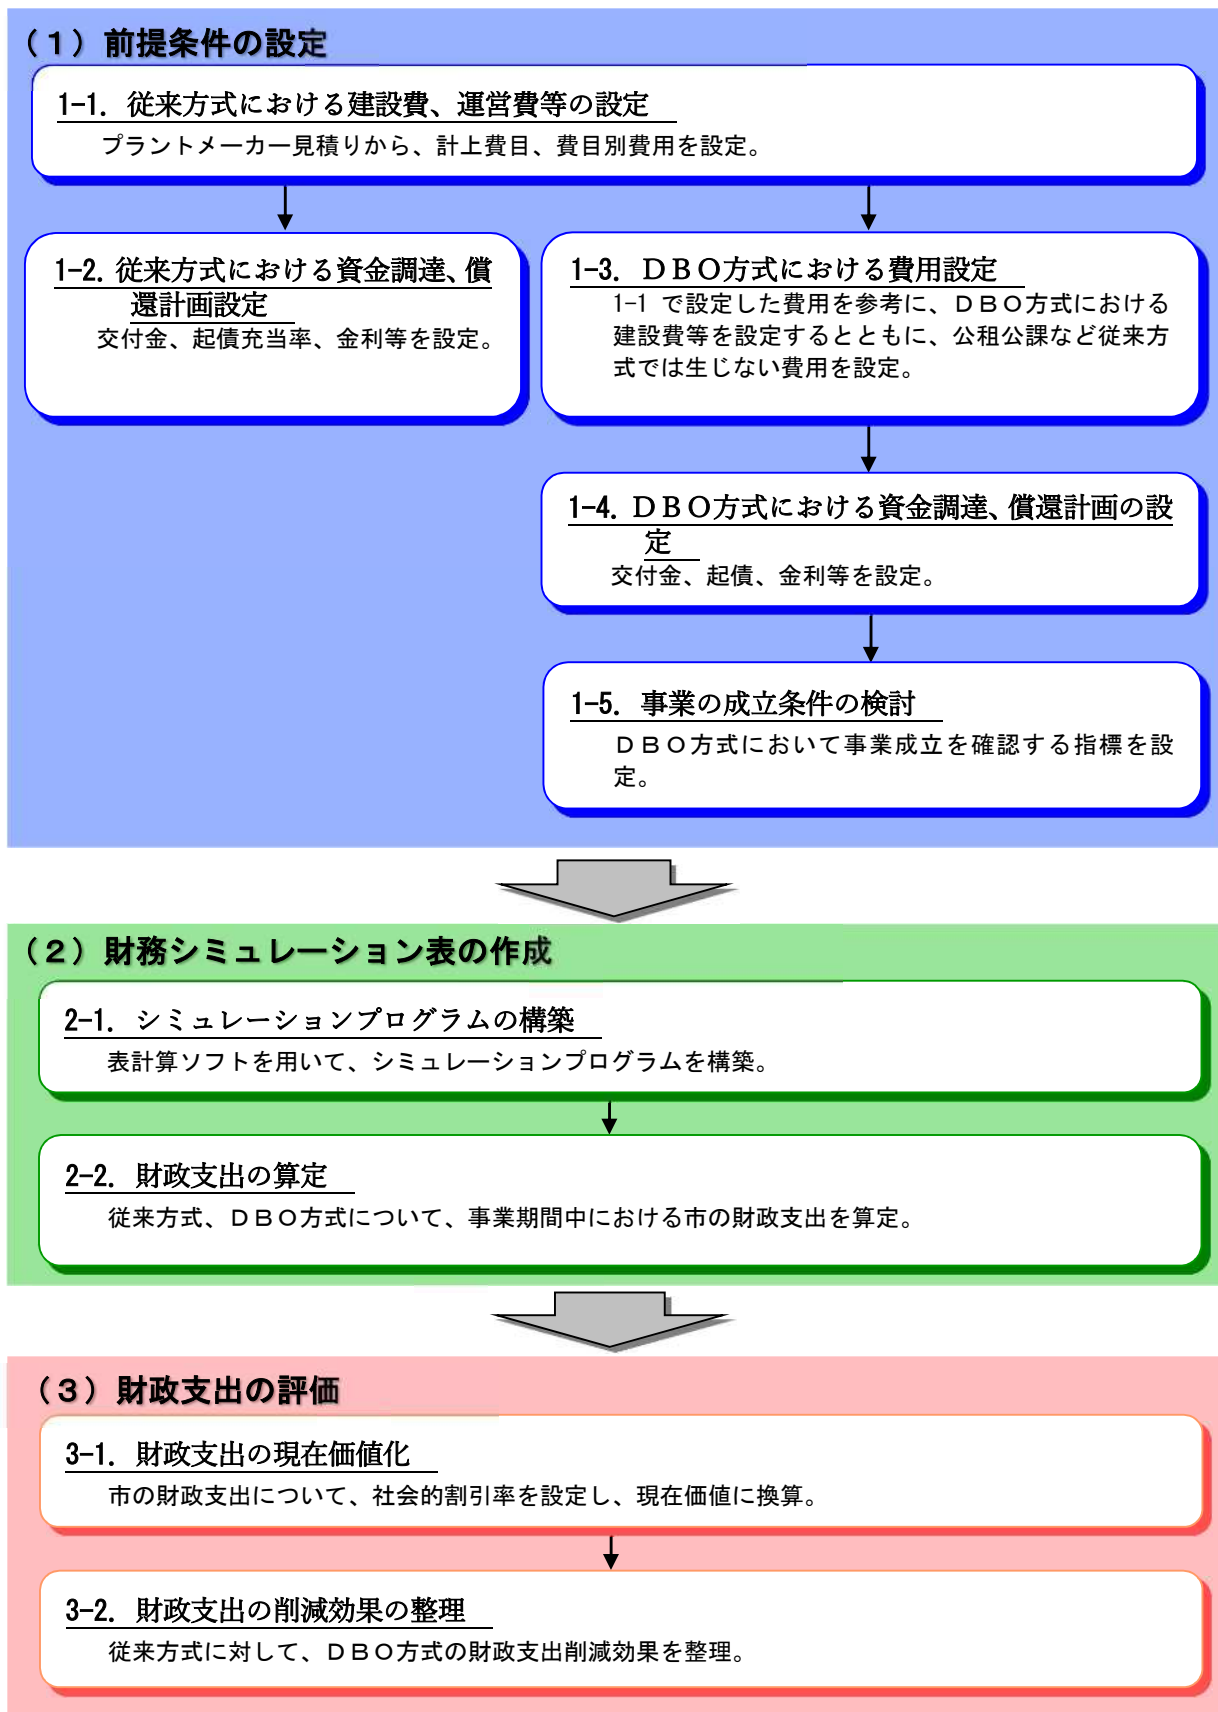 （１）前提条件の設定
1-1. 従来方式における建設費、運営費等の設定
プラントメーカー見積りから、計上費目、費目別費用を設定。
1-2. 従来方式における資金調達、償
還計画設定
交付金、起債充当率、金利等を設定。
1-3. ＤＢＯ方式における費用設定
1-1 で設定した費用を参考に、ＤＢＯ方式における
建設費等を設定するとともに、公租公課など従来方
式では生じない費用を設定。
1-4. ＤＢＯ方式における資金調達、償還計画の設
定
交付金、起債、金利等を設定。
1-5. 事業の成立条件の検討
ＤＢＯ方式において事業成立を確認する指標を設
定。
（２）財務シミュレーション表の作成
2-1. シミュレーションプログラムの構築
表計算ソフトを用いて、シミュレーションプログラムを構築。
2-2. 財政支出の算定
従来方式、ＤＢＯ方式について、事業期間中における市の財政支出を算定。
（３）財政支出の評価
3-1. 財政支出の現在価値化
市の財政支出について、社会的割引率を設定し、現在価値に換算。
3-2. 財政支出の削減効果の整理
従来方式に対して、ＤＢＯ方式の財政支出削減効果を整理。